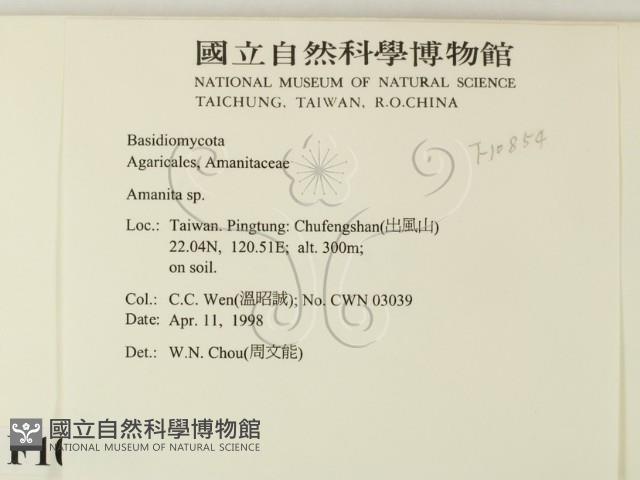 國立自然科學博物館
NATIONAL MUSEUM OF NATURAL SCIENCE
TAICHUNG, TAIWAN, R.O.CHINA
F10854
Basidiomycota
Agaricales, Amanitaceae
Amanita sp.
Loc.: Taiwan. Pingtung: Chufengshan(出風山)
22.04N, 120.51E; alt. 300m;
on soil.
Col.: C.C. Wen(溫昭誠); No. CWN 03039
Date: Apr. 11, 1998
Det.: W.N. Chou(周文能)
國立自然科學博物館
NATIONAL MUSEUM OF NATURAL SCIENCE